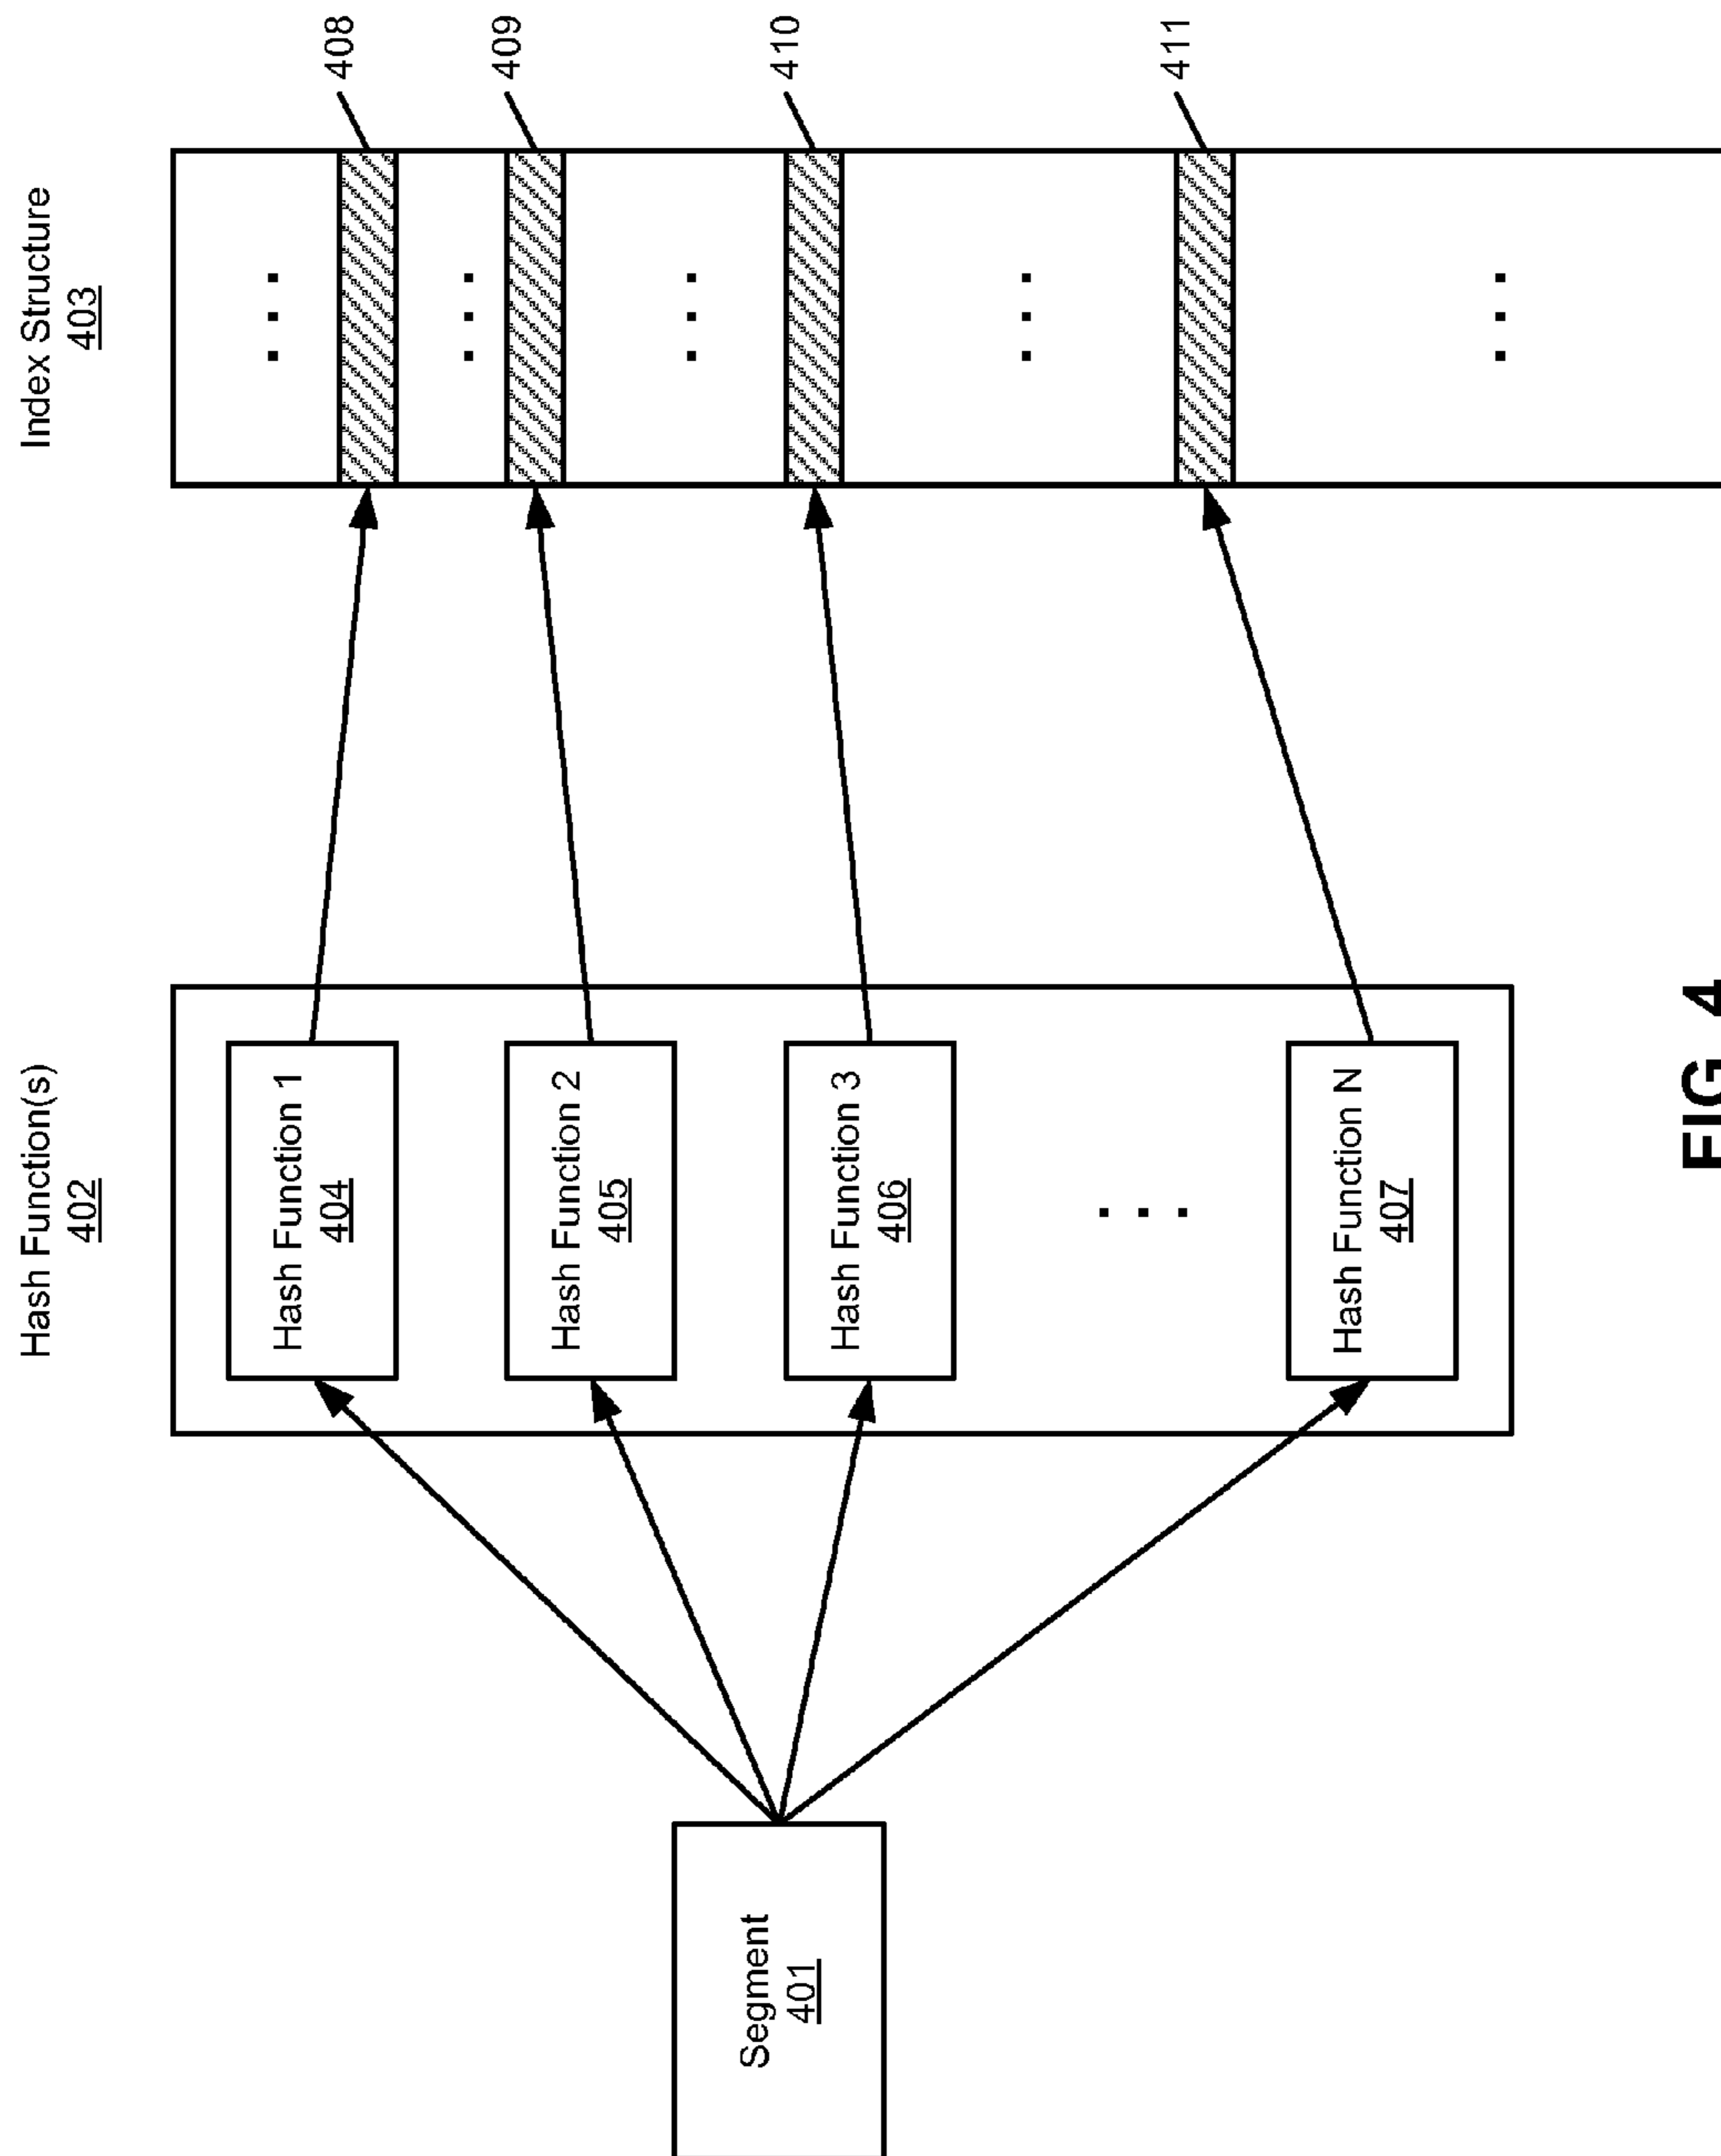 Hash Function(s)
402
Index Structure
403
Segment
401
Hash Function 1
404
Hash Function 2
405
Hash Function 3
406
. . .
Hash Function N
407
. . .
408
. . .
409
. . .
410
. . .
411
. . .
FIG. 4